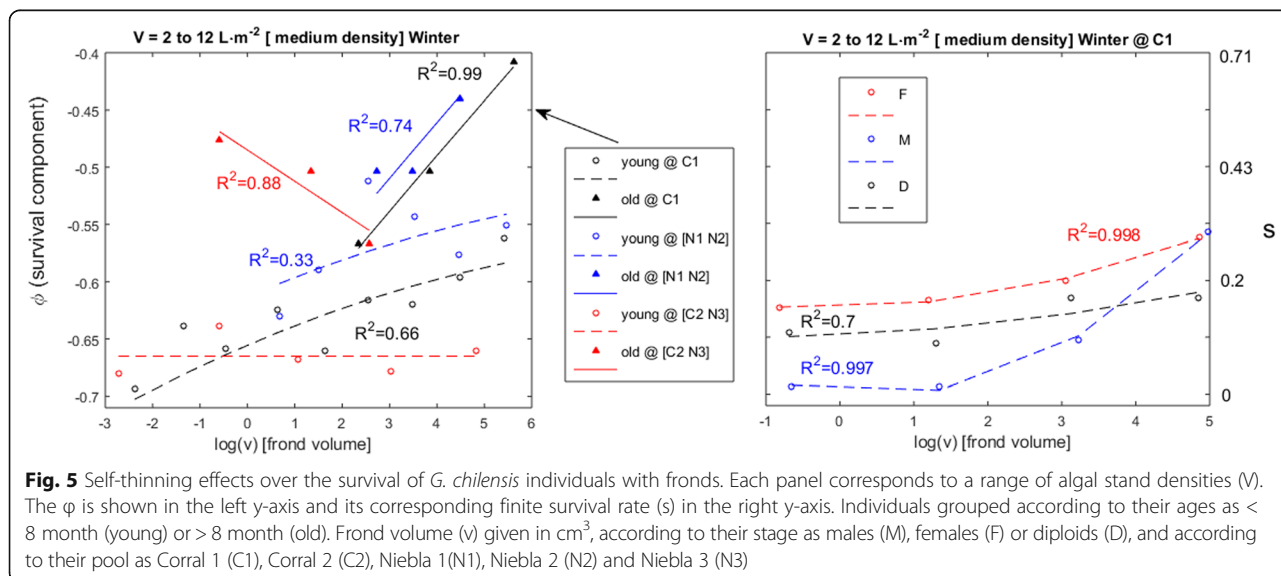 V = 2 to 12 L·m⁻² [ medium density] Winter
-0.4
-0.45
-0.5
-0.55
-0.6
-0.65
-0.7
ϕ (survival component)
R²=0.99
R²=0.74
R²=0.88
R²=0.33
R²=0.66
-3 -2 -1 0 1 2 3 4 5 6
log(v) [frond volume]
young @ C1
old @ C1
young @ [N1 N2]
old @ [N1 N2]
young @ [C2 N3]
old @ [C2 N3]
V = 2 to 12 L·m⁻² [ medium density] Winter @ C1
F
M
D
R²=0.998
R²=0.7
R²=0.997
0.71
0.43
0.2
0
S
-1 0 1 2 3 4 5
log(v) [frond volume]
Fig. 5 Self-thinning effects over the survival of G. chilensis individuals with fronds. Each panel corresponds to a range of algal stand densities (V).
The φ is shown in the left y-axis and its corresponding finite survival rate (s) in the right y-axis. Individuals grouped according to their ages as <
8 month (young) or > 8 month (old). Frond volume (v) given in cm³, according to their stage as males (M), females (F) or diploids (D), and according
to their pool as Corral 1 (C1), Corral 2 (C2), Niebla 1(N1), Niebla 2 (N2) and Niebla 3 (N3)